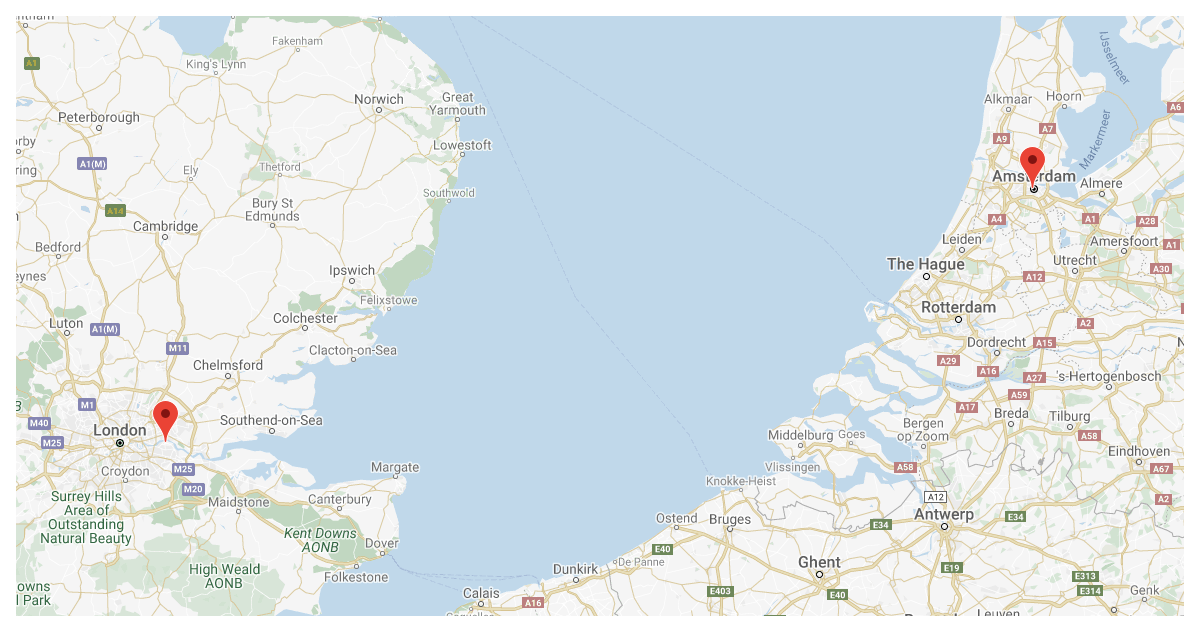 Fakenham
A1
King's Lynn
IJsselmeer
Norwich
Great
Yarmouth
Alkmaar
Hoorn
A6
Peterborough
A7
A9
Markermeer
Lowestoft
A1(M)
Ely
Thetford
Amsterdam
Almere
Southwold
A14
Bury St
Edmunds
Cambridge
A4
A1
A28
Bedford
Leiden
Amersfoort
A1
The Hague
Utrecht
A30
Ipswich
A12
Felixstowe
Rotterdam
Colchester
Luton
A1(M)
A2
M11
Clacton-on-Sea
Dordrecht
A15
Chelmsford
A29
A16
A27
's-Hertogenbosch
A59
M1
A17
M40
Southend-on-Sea
Breda
Tilburg
London
Bergen
op Zoom
M25
Middelburg
Goes
A58
Eindhoven
Croydon
M25
Margate
Vlissingen
A58
A67
M20
Knokke-Heist
Surrey Hills
Area of
Outstanding
Natural Beauty
Maidstone
Canterbury
A12
A2
Kent Downs
AONB
Ostend
Bruges
E34
Antwerp
E34
Dover
E40
High Weald
AONB
Folkestone
Dunkirk
De Panne
Ghent
E19
E313
owns
l Park
Calais
A16
E403
E40
E314
Genk
Leuven